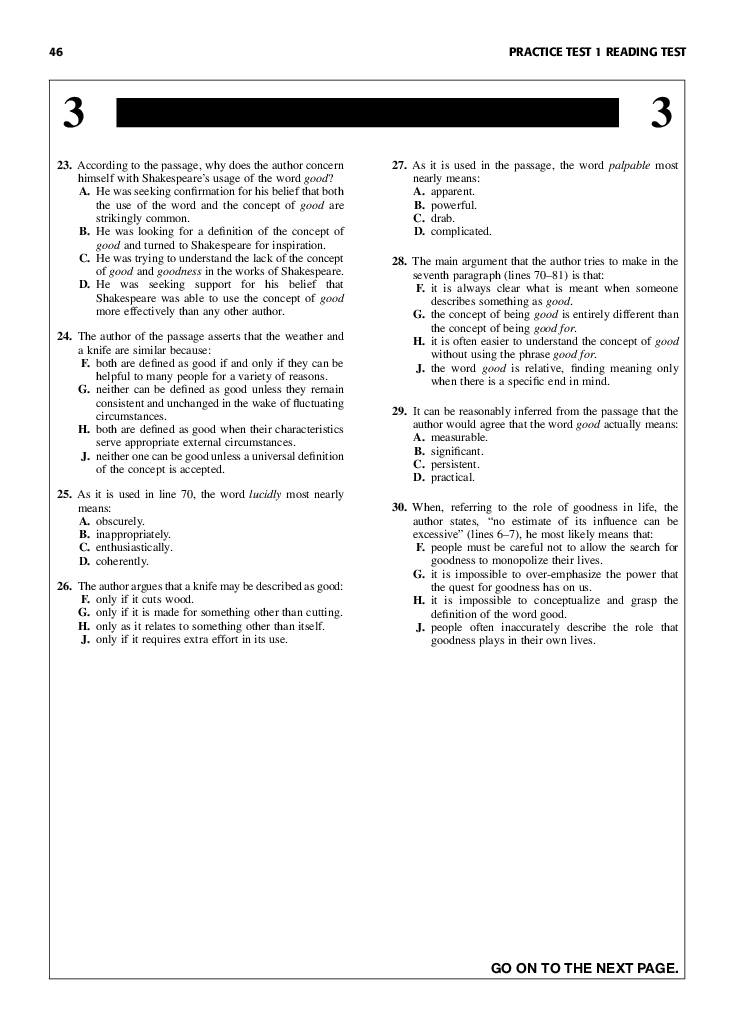 46
PRACTICE TEST 1 READING TEST
3
3
23. According to the passage, why does the author concern
himself with Shakespeare's usage of the word good?
A. He was seeking confirmation for his belief that both
the use of the word and the concept of good are
strikingly common.
B. He was looking for a definition of the concept of
good and turned to Shakespeare for inspiration.
C. He was trying to understand the lack of the concept
of good and goodness in the works of Shakespeare.
D. He was seeking support for his belief that
Shakespeare was able to use the concept of good
more effectively than any other author.
24. The author of the passage asserts that the weather and
a knife are similar because:
F. both are defined as good if and only if they can be
helpful to many people for a variety of reasons.
G. neither can be defined as good unless they remain
consistent and unchanged in the wake of fluctuating
circumstances.
H. both are defined as good when their characteristics
serve appropriate external circumstances.
J. neither one can be good unless a universal definition
of the concept is accepted.
25. As it is used in line 70, the word lucidly most nearly
means:
A. obscurely.
B. inappropriately.
C. enthusiastically.
D. coherently.
26. The author argues that a knife may be described as good:
F. only if it cuts wood.
G. only if it is made for something other than cutting.
H. only as it relates to something other than itself.
J. only if it requires extra effort in its use.
27. As it is used in the passage, the word palpable most
nearly means:
A. apparent.
B. powerful.
C. drab.
D. complicated.
28. The main argument that the author tries to make in the
seventh paragraph (lines 70–81) is that:
F. it is always clear what is meant when someone
describes something as good.
G. the concept of being good is entirely different than
the concept of being good for.
H. it is often easier to understand the concept of good
without using the phrase good for.
J. the word good is relative, finding meaning only
when there is a specific end in mind.
29. It can be reasonably inferred from the passage that the
author would agree that the word good actually means:
A. measurable.
B. significant.
C. persistent.
D. practical.
30. When, referring to the role of goodness in life, the
author states, “no estimate of its influence can be
excessive” (lines 6–7), he most likely means that:
F. people must be careful not to allow the search for
goodness to monopolize their lives.
G. it is impossible to over-emphasize the power that
the quest for goodness has on us.
H. it is impossible to conceptualize and grasp the
definition of the word good.
J. people often inaccurately describe the role that
goodness plays in their own lives.
GO ON TO THE NEXT PAGE.